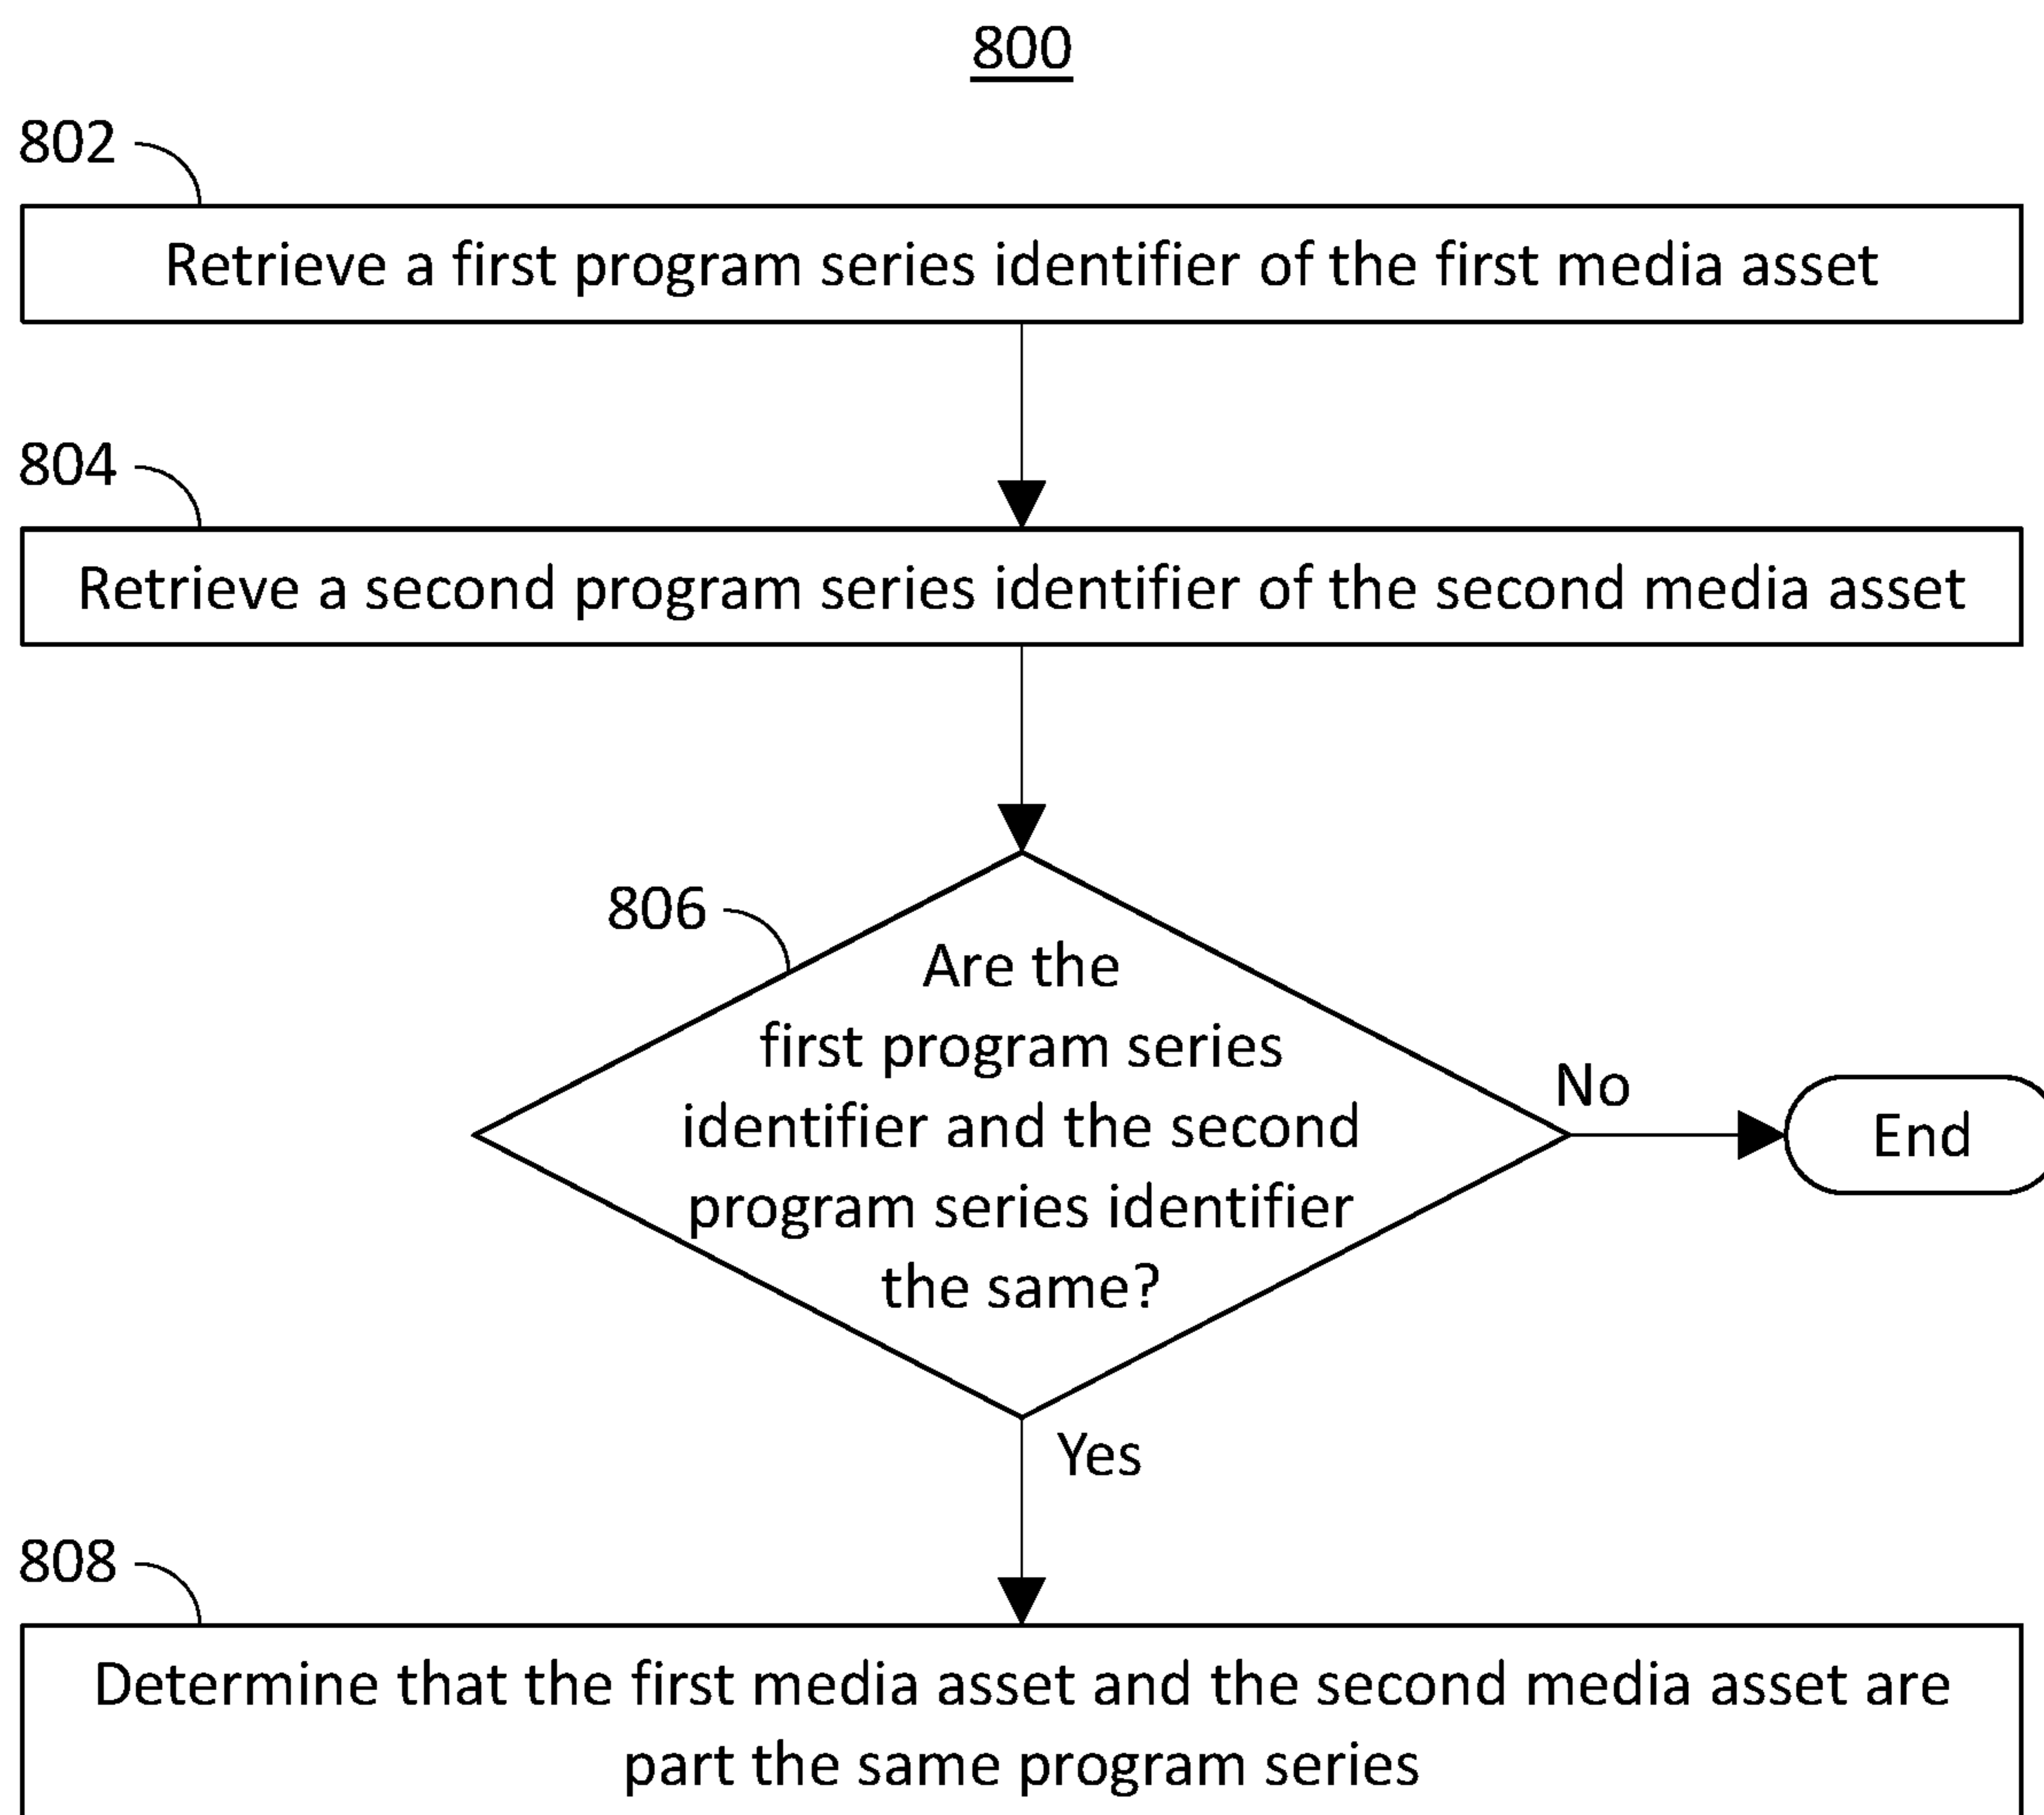 800
802
Retrieve a first program series identifier of the first media asset
804
Retrieve a second program series identifier of the second media asset
806
Are the
first program series
identifier and the second
program series identifier
the same?
No
End
Yes
808
Determine that the first media asset and the second media asset are
part the same program series